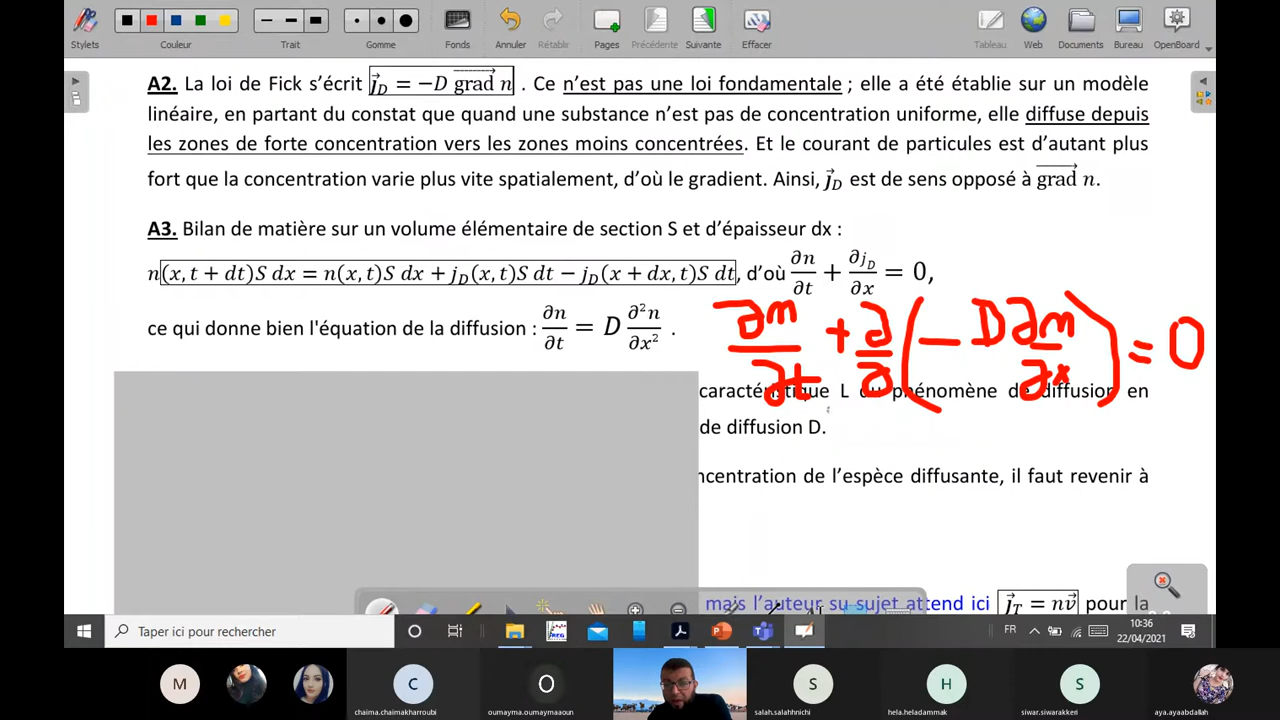 Stylets
Couleur
Trait
Gomme
Fonds
Annuler
Rétablir
Pages
Précédente
Suivante
Effacer
Tableau
Web
Documents
Bureau
OpenBoard
A2. La loi de Fick s'écrit j⃗_D = −D grad⃗ n . Ce n'est pas une loi fondamentale ; elle a été établie sur un modèle
linéaire, en partant du constat que quand une substance n'est pas de concentration uniforme, elle diffuse depuis
les zones de forte concentration vers les zones moins concentrées. Et le courant de particules est d'autant plus
fort que la concentration varie plus vite spatialement, d'où le gradient. Ainsi, j⃗_D est de sens opposé à grad⃗ n.
A3. Bilan de matière sur un volume élémentaire de section S et d'épaisseur dx :
n(x, t + dt)S dx = n(x, t)S dx + j_D(x, t)S dt − j_D(x + dx, t)S dt, d'où ∂n/∂t + ∂j_D/∂x = 0,
ce qui donne bien l'équation de la diffusion : ∂n/∂t = D ∂²n/∂x² .
∂n/∂t + ∂/∂ (− D ∂n/∂x) = 0
caractéristique L du phénomène de diffusion en
de diffusion D.
ncentration de l'espèce diffusante, il faut revenir à
mais l'auteur su sujet attend ici j⃗_T = nv⃗ pour la
Taper ici pour rechercher
FR
10:36
22/04/2021
M
C
chaima.chaimakharroubi
O
oumayma.oumaymaaoun
S
salah.salahhnichi
H
hela.heladammak
S
siwar.siwarakkeri
aya.ayaabdallah